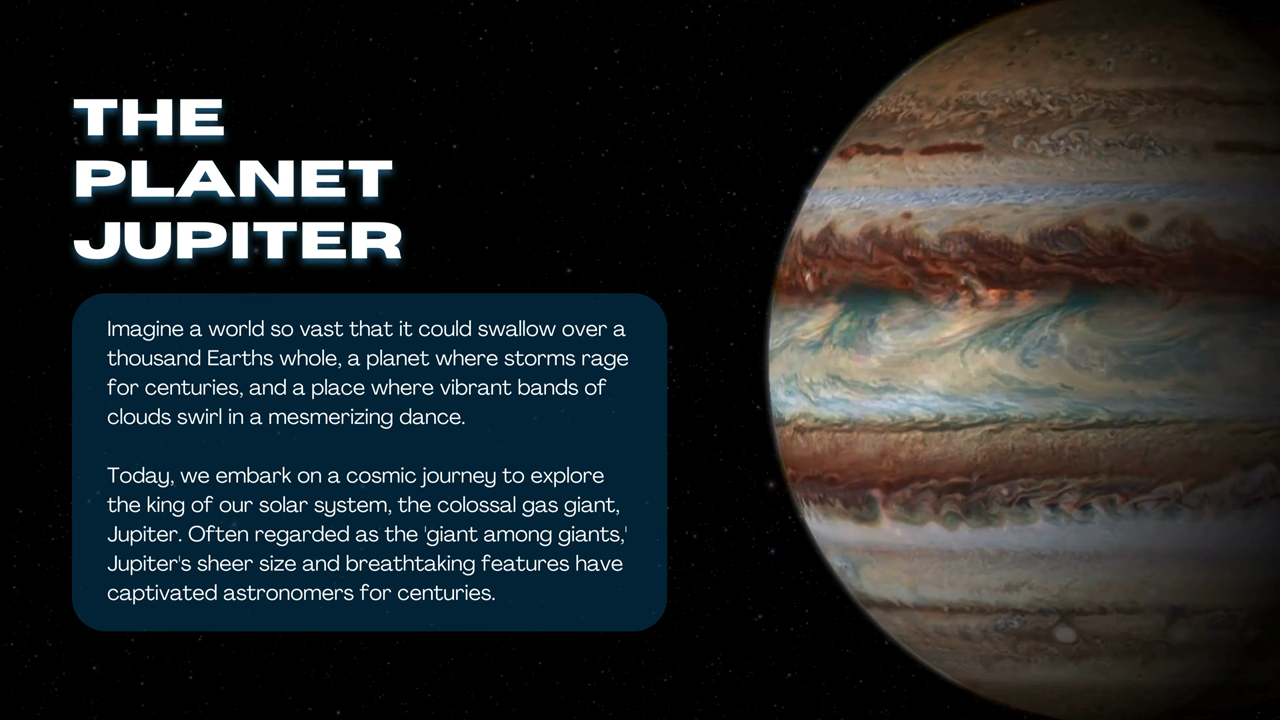 THE
PLANET
JUPITER
Imagine a world so vast that it could swallow over a
thousand Earths whole, a planet where storms rage
for centuries, and a place where vibrant bands of
clouds swirl in a mesmerizing dance.
Today, we embark on a cosmic journey to explore
the king of our solar system, the colossal gas giant,
Jupiter. Often regarded as the 'giant among giants,'
Jupiter's sheer size and breathtaking features have
captivated astronomers for centuries.